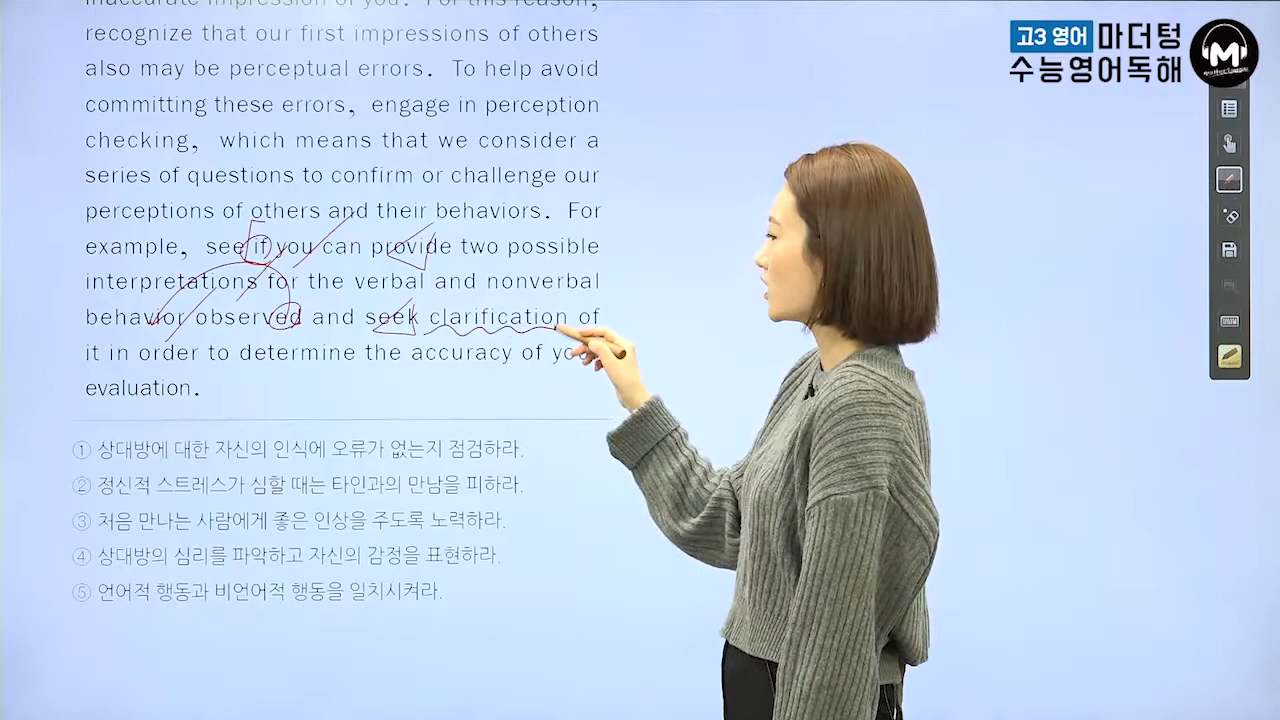 inaccurate impression of you. For this reason,
recognize that our first impressions of others
also may be perceptual errors. To help avoid
committing these errors, engage in perception
checking, which means that we consider a
series of questions to confirm or challenge our
perceptions of others and their behaviors. For
example, see if you can provide two possible
interpretations for the verbal and nonverbal
behavior observed and seek clarification of
it in order to determine the accuracy of
evaluation.
① 상대방에 대한 자신의 인식에 오류가 없는지 점검하라.
② 정신적 스트레스가 심할 때는 타인과의 만남을 피하라.
③ 처음 만나는 사람에게 좋은 인상을 주도록 노력하라.
④ 상대방의 심리를 파악하고 자신의 감정을 표현하라.
⑤ 언어적 행동과 비언어적 행동을 일치시켜라.
고3 영어 마더텅
수능영어독해
M